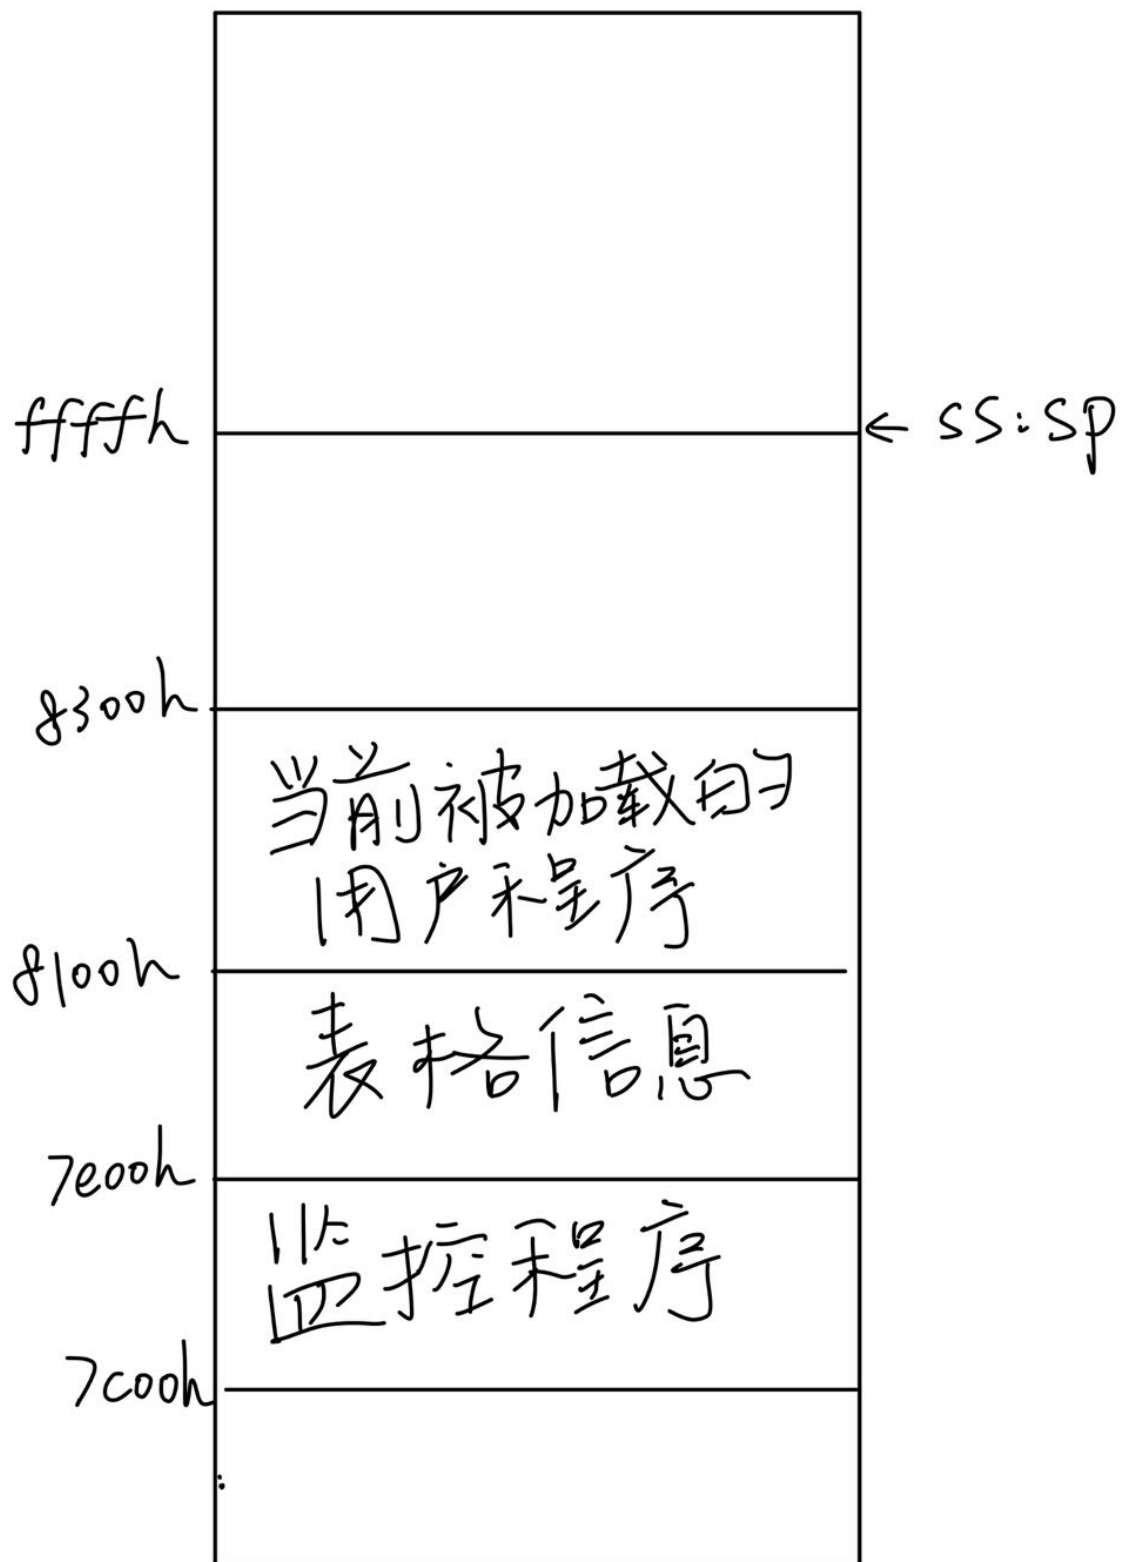 ffffh
← ss:sp
8300h
当前被加载的
用户程序
8100h
表格信息
7e00h
监控程序
7c00h